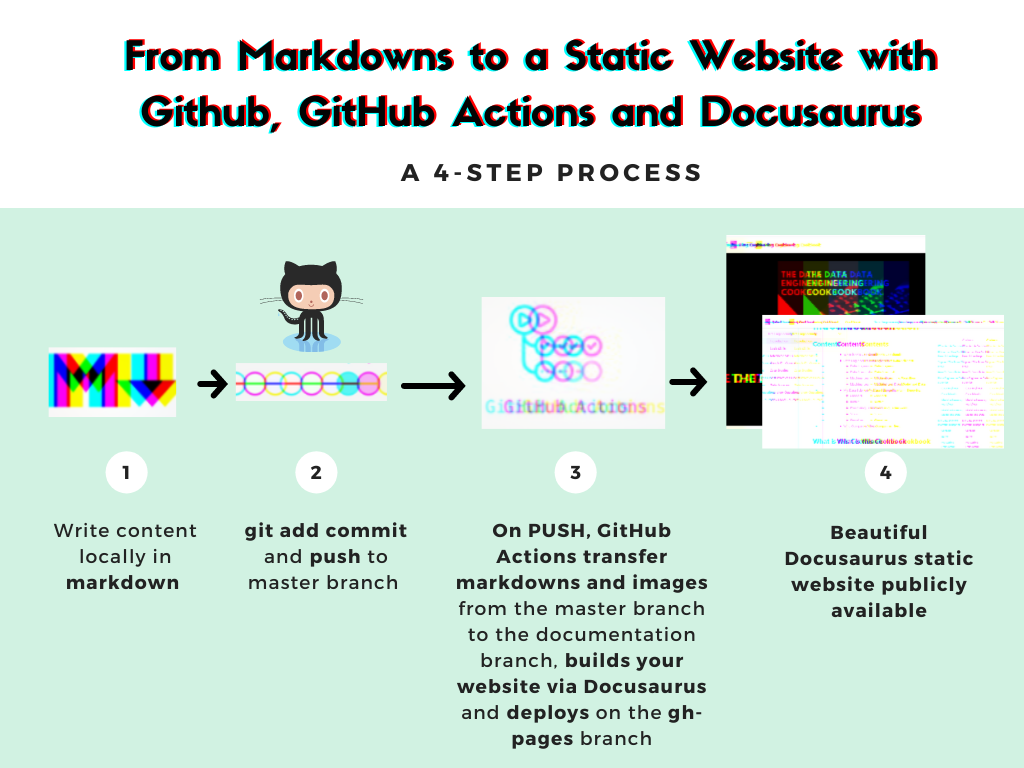 From Markdowns to a Static Website with
Github, GitHub Actions and Docusaurus
A 4-STEP PROCESS
THE DATA
ENGINEERING
COOKBOOK
THE
Contents
GitHub Actions
What is this Cookbook
1
2
3
4
Write content
locally in
markdown
git add commit
and push to
master branch
On PUSH, GitHub
Actions transfer
markdowns and images
from the master branch
to the documentation
branch, builds your
website via Docusaurus
and deploys on the gh-
pages branch
Beautiful
Docusaurus static
website publicly
available